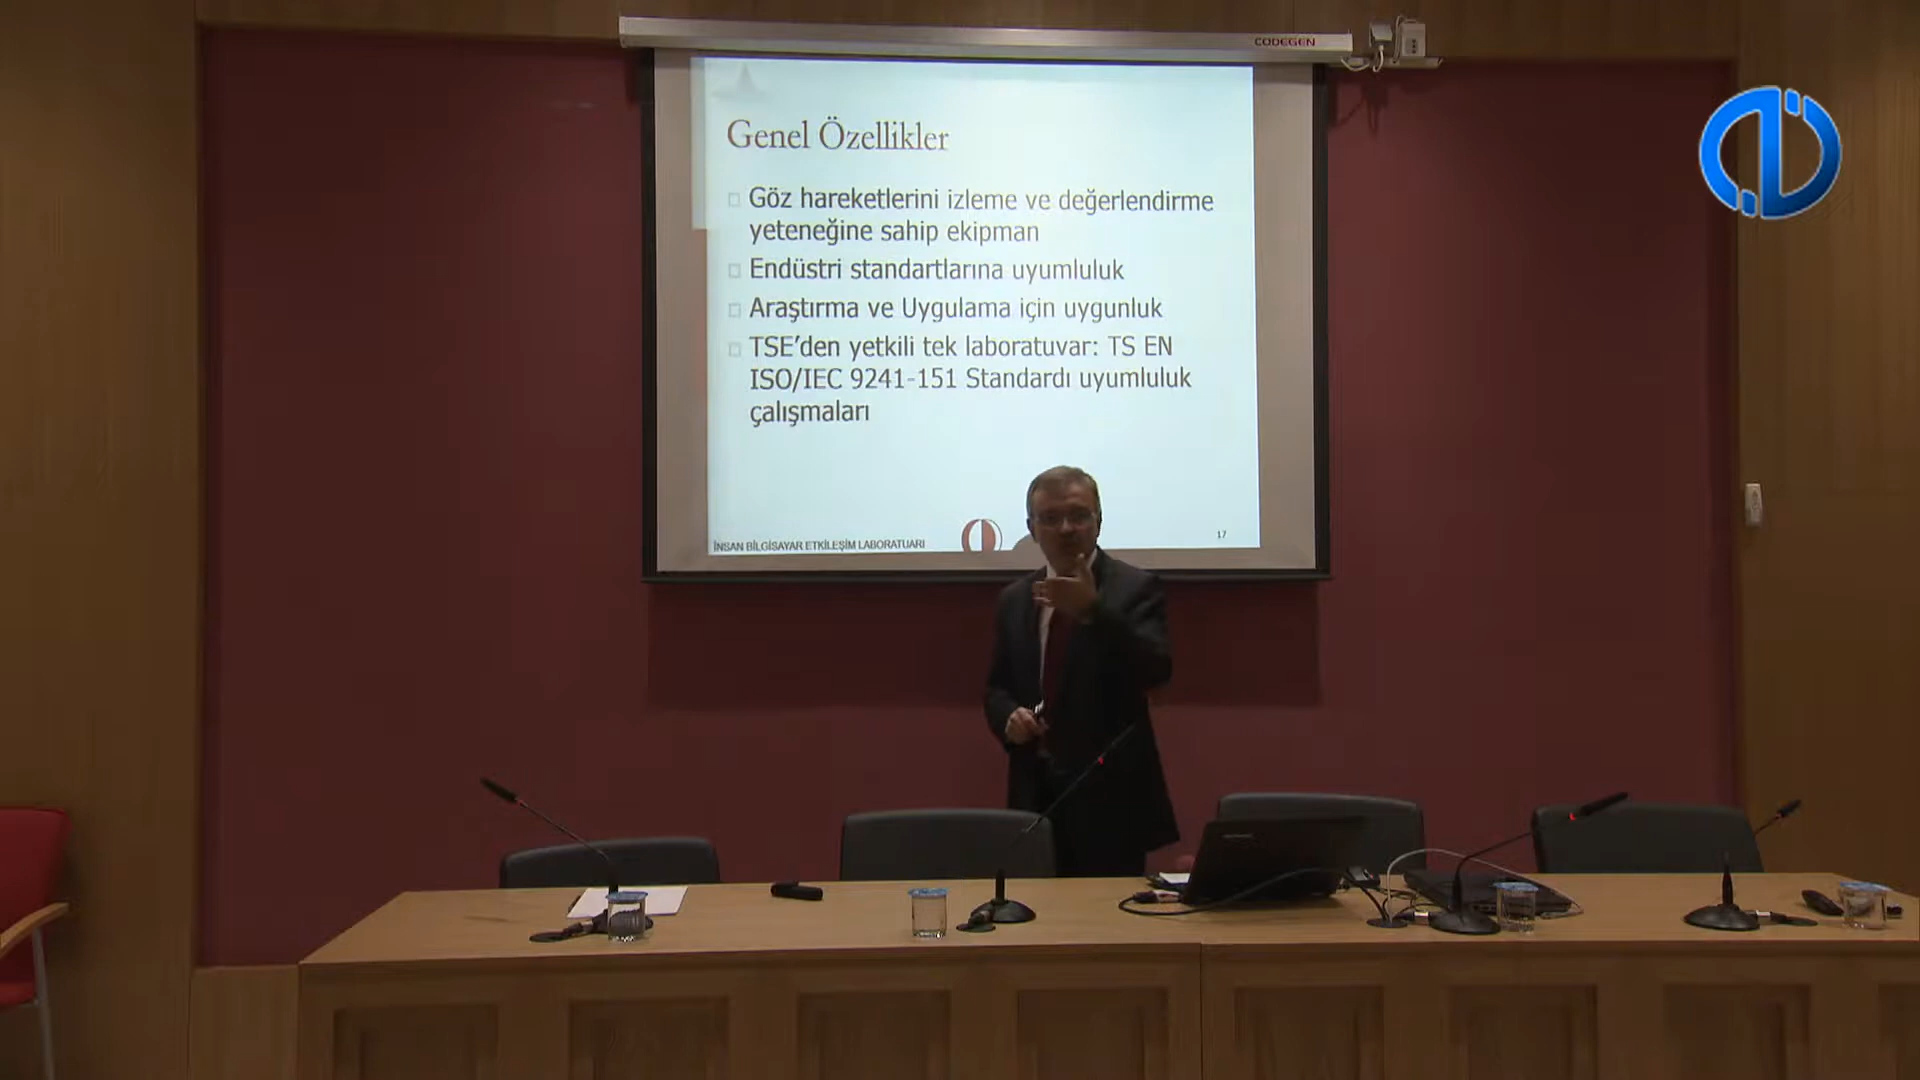 CODEGEN
Genel Özellikler
Göz hareketlerini izleme ve değerlendirme
yeteneğine sahip ekipman
Endüstri standartlarına uyumluluk
Araştırma ve Uygulama için uygunluk
TSE’den yetkili tek laboratuvar: TS EN
ISO/IEC 9241-151 Standardı uyumluluk
çalışmaları
İNSAN BİLGİSAYAR ETKİLEŞİM LABORATUARI
17